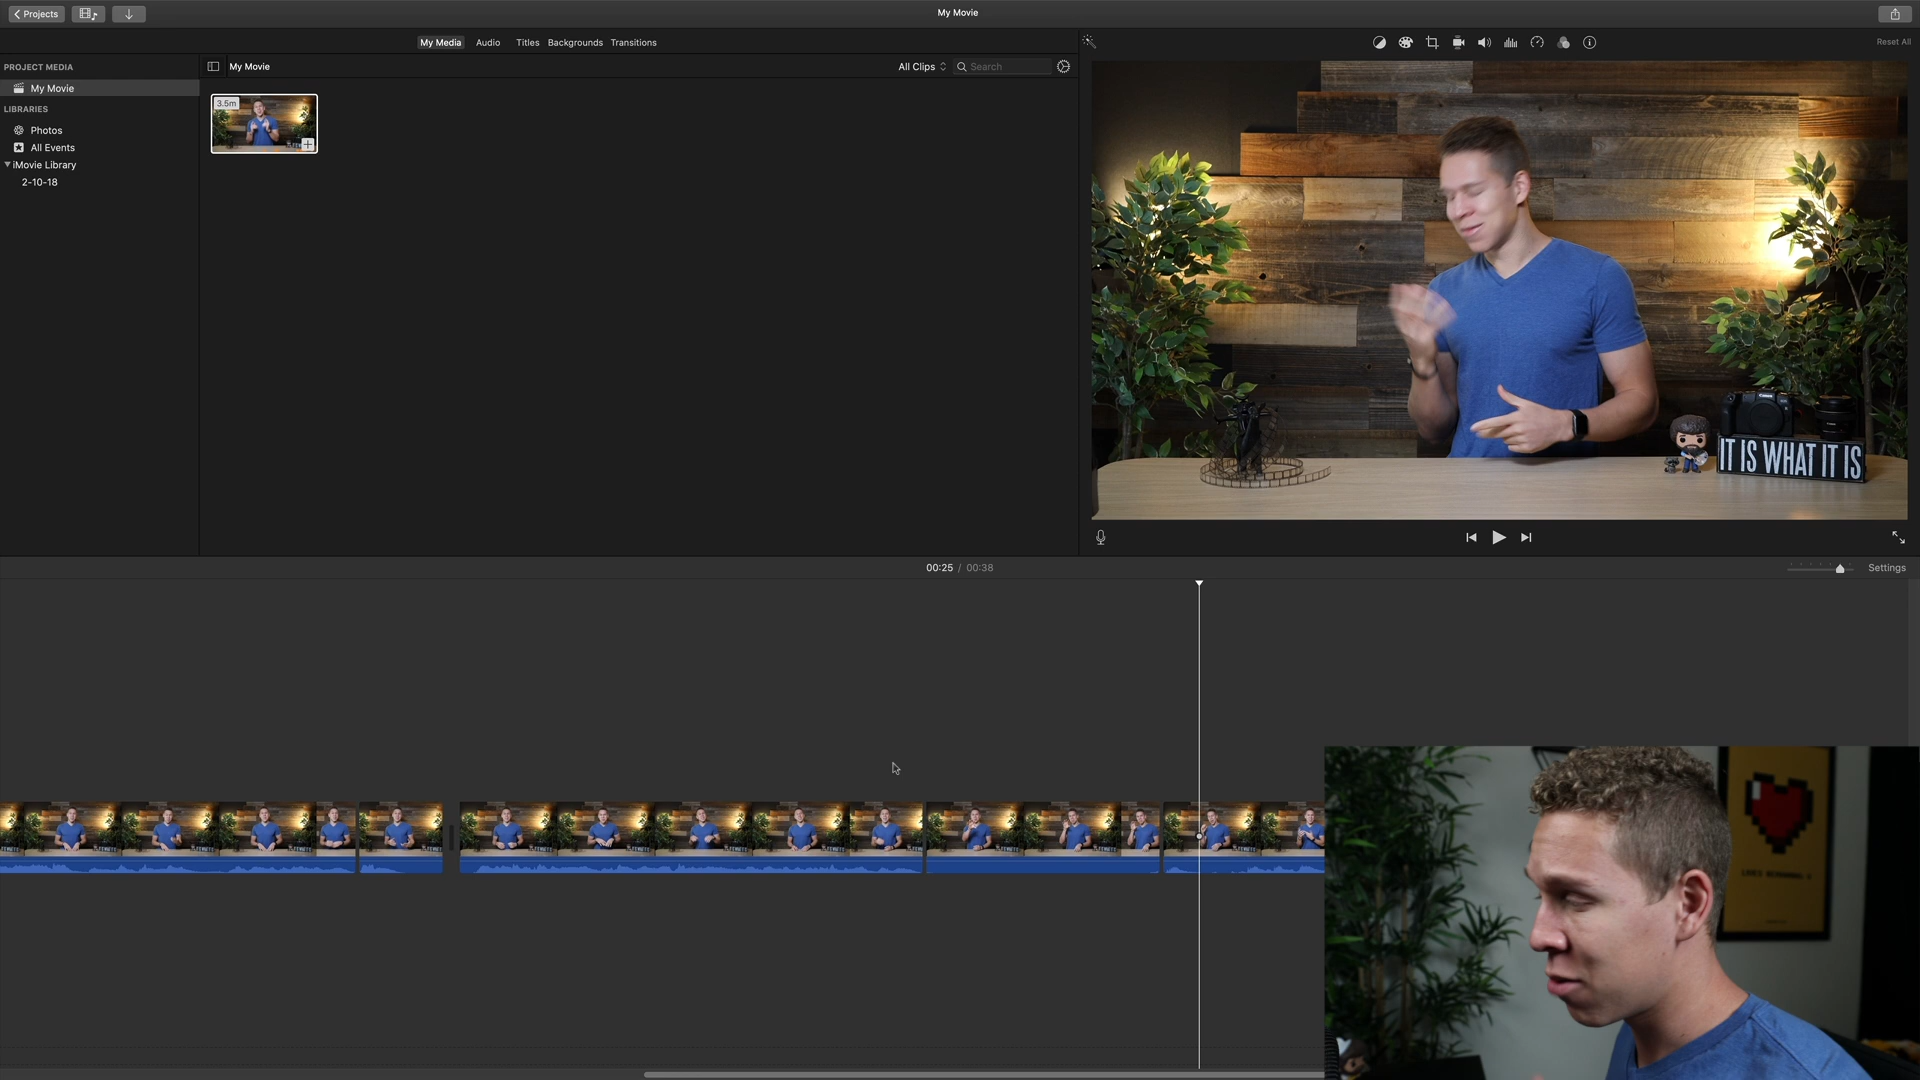 Projects
My Movie
My Media
Audio
Titles
Backgrounds
Transitions
Reset All
PROJECT MEDIA
My Movie
All Clips
Search
My Movie
LIBRARIES
3.5m
Photos
All Events
iMovie Library
2-10-18
IT IS WHAT IT IS
00:25 / 00:38
Settings